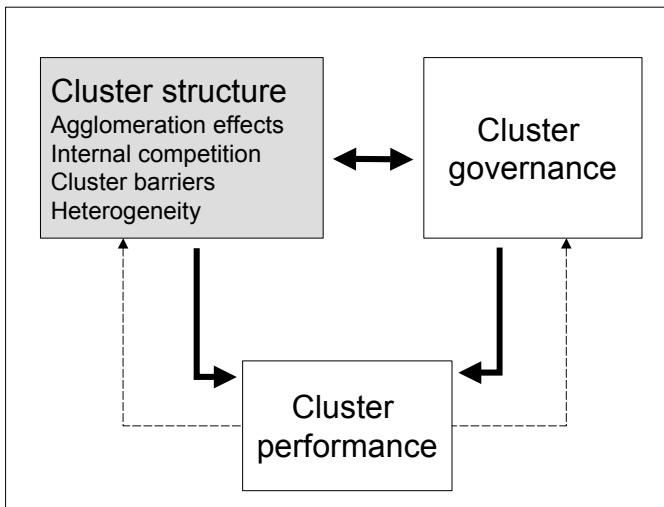 Cluster structure
Agglomeration effects
Internal competition
Cluster barriers
Heterogeneity
Cluster
governance
Cluster
performance